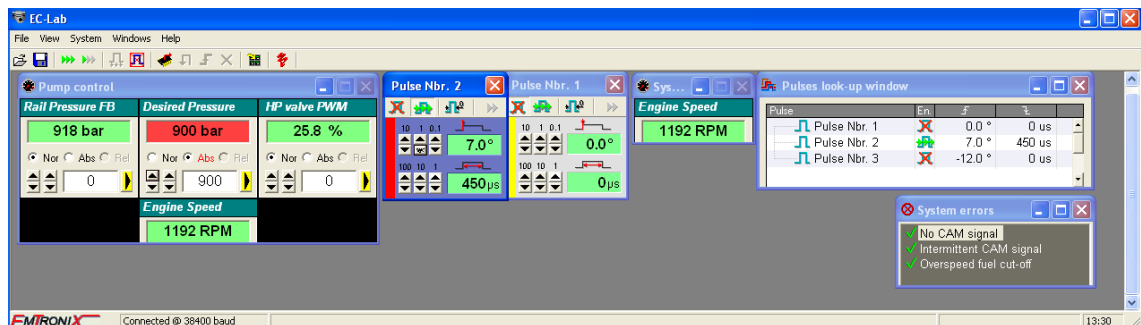 EC-Lab
File View System Windows Help
Pump control
Rail Pressure FB Desired Pressure HP valve PWM
918 bar 900 bar 25.8 %
Nor Abs Rel Nor Abs Rel Nor Abs Rel
0 900 0
Engine Speed
1192 RPM
Pulse Nbr. 2
10 1 0.1
7.0°
100 10 1
450µs
Pulse Nbr. 1
10 1 0.1
0.0°
100 10 1
0µs
Sys...
Engine Speed
1192 RPM
Pulses look-up window
Pulse En
Pulse Nbr. 1 0.0 ° 0 us
Pulse Nbr. 2 7.0 ° 450 us
Pulse Nbr. 3 -12.0 ° 0 us
System errors
No CAM signal
Intermittent CAM signal
Overspeed fuel cut-off
EMTRONIX Connected @ 38400 baud 13:30